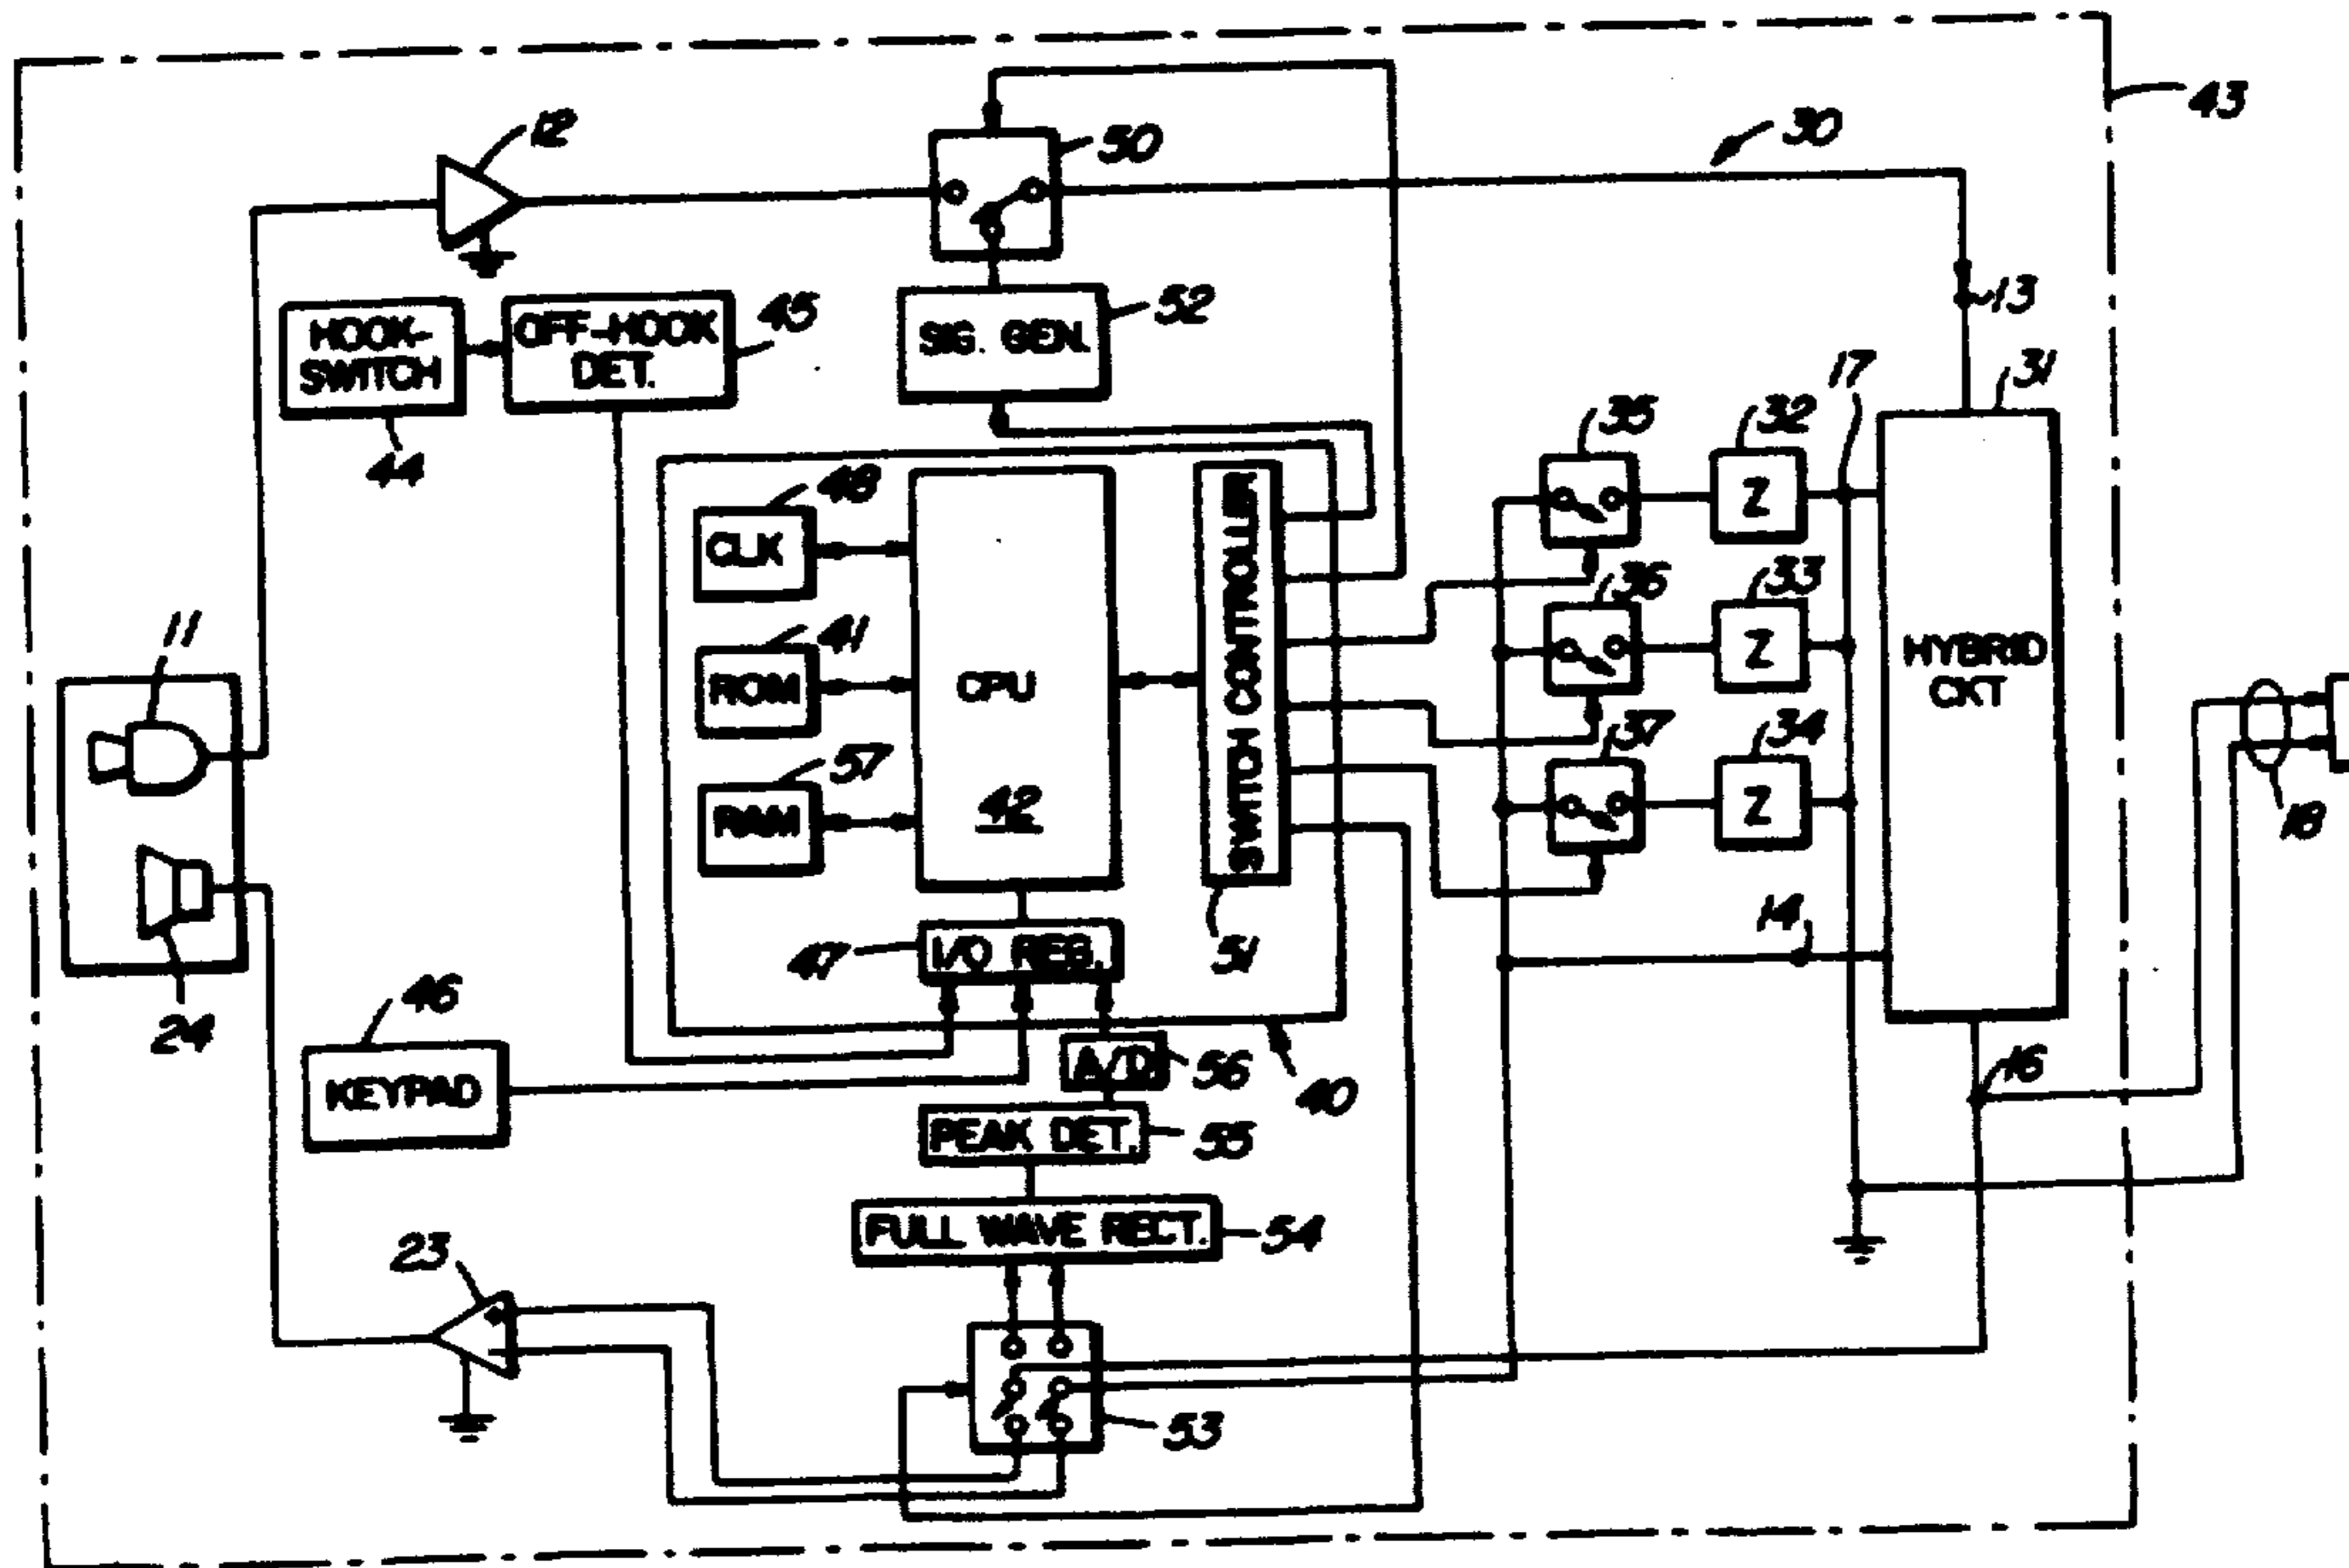 43
12
50
30
13
HOOK-
SWITCH
44
OFF-HOOK
DET.
45
SIG. GEN.
52
17
31
35
32
Z
48
CLK
36
33
Z
41
ROM
CPU
42
SWITCH CONTROLLER
51
HYBRID
CKT
11
57
RAM
37
34
Z
18
14
24
47
I/O REG.
46
KEYPAD
A/D
56
40
16
PEAK DET.
55
FULL WAVE RECT.
54
23
53